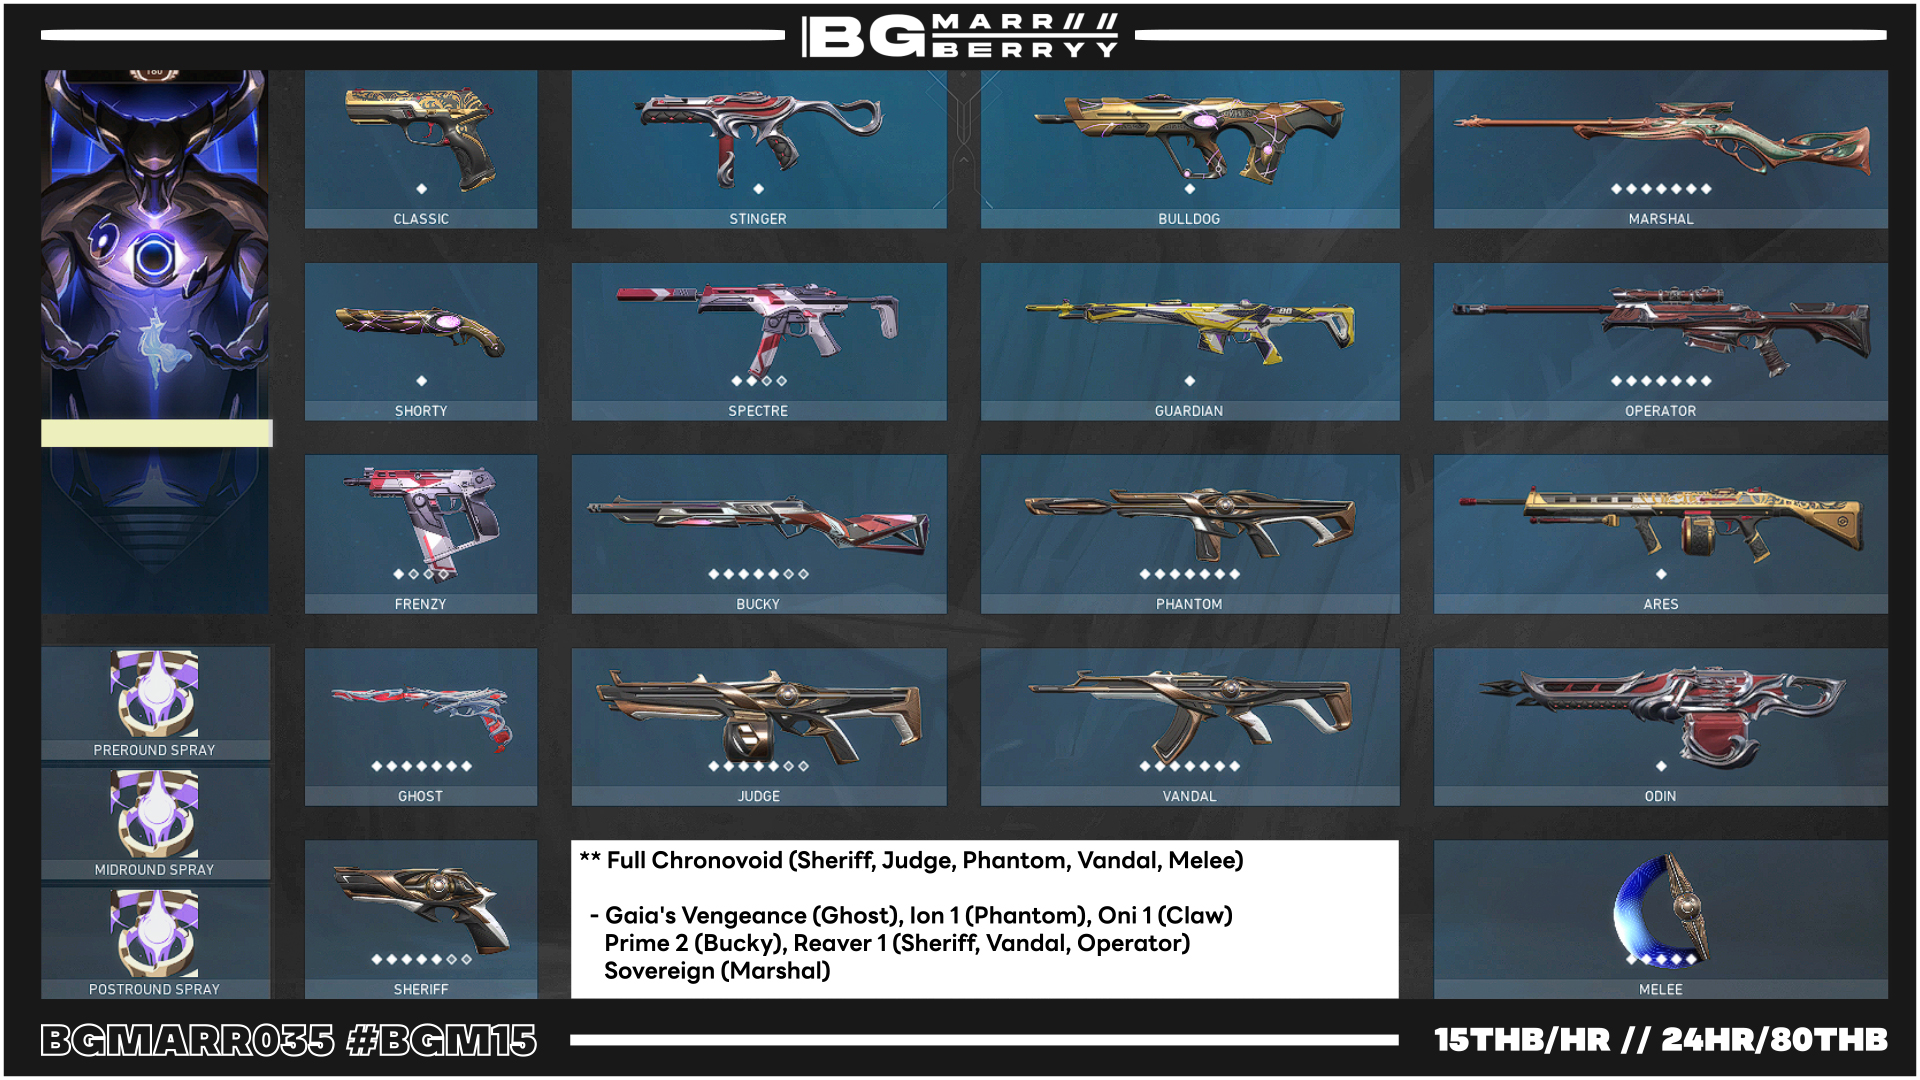 BG MARR// //
BERRYY
180
CLASSIC
STINGER
BULLDOG
MARSHAL
SHORTY
SPECTRE
GUARDIAN
OPERATOR
FRENZY
BUCKY
PHANTOM
ARES
PREROUND SPRAY
GHOST
JUDGE
VANDAL
ODIN
MIDROUND SPRAY
** Full Chronovoid (Sheriff, Judge, Phantom, Vandal, Melee)
- Gaia's Vengeance (Ghost), Ion 1 (Phantom), Oni 1 (Claw)
Prime 2 (Bucky), Reaver 1 (Sheriff, Vandal, Operator)
Sovereign (Marshal)
POSTROUND SPRAY
SHERIFF
MELEE
BGMARR035 #BGM15
15THB/HR // 24HR/80THB